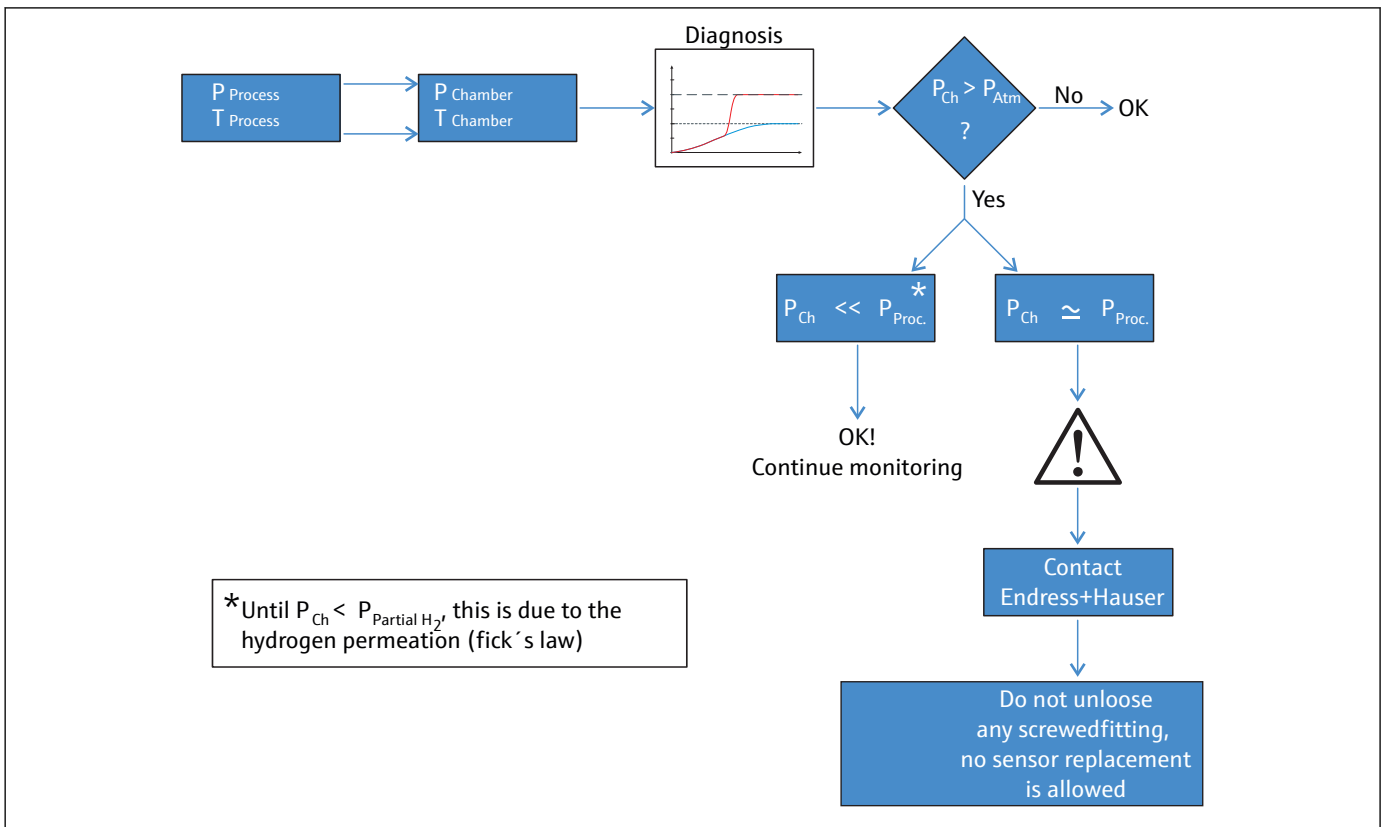 Diagnosis
P Process
T Process
P Chamber
T Chamber
P Ch > P Atm
?
No
OK
Yes
P Ch << P Proc. *
P Ch ≃ P Proc.
OK!
Continue monitoring
!
Contact
Endress+Hauser
*Until P Ch < P Partial H2, this is due to the
hydrogen permeation (fick´s law)
Do not unloose
any screwedfitting,
no sensor replacement
is allowed